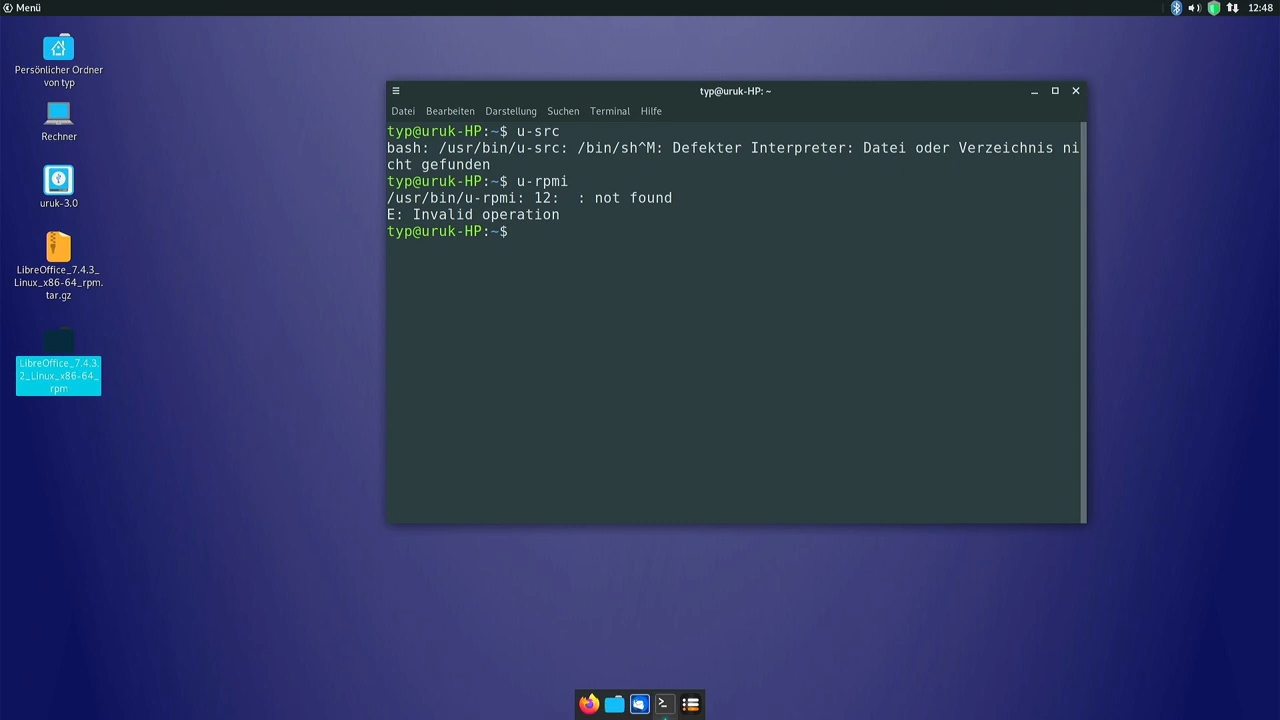 Menü
12:48
Persönlicher Ordner
von typ
Rechner
uruk-3.0
LibreOffice_7.4.3_
Linux_x86-64_rpm.
tar.gz
LibreOffice_7.4.3.
2_Linux_x86-64_
rpm
typ@uruk-HP: ~
Datei Bearbeiten Darstellung Suchen Terminal Hilfe
typ@uruk-HP:~$ u-src
bash: /usr/bin/u-src: /bin/sh^M: Defekter Interpreter: Datei oder Verzeichnis ni
cht gefunden
typ@uruk-HP:~$ u-rpmi
/usr/bin/u-rpmi: 12:  : not found
E: Invalid operation
typ@uruk-HP:~$